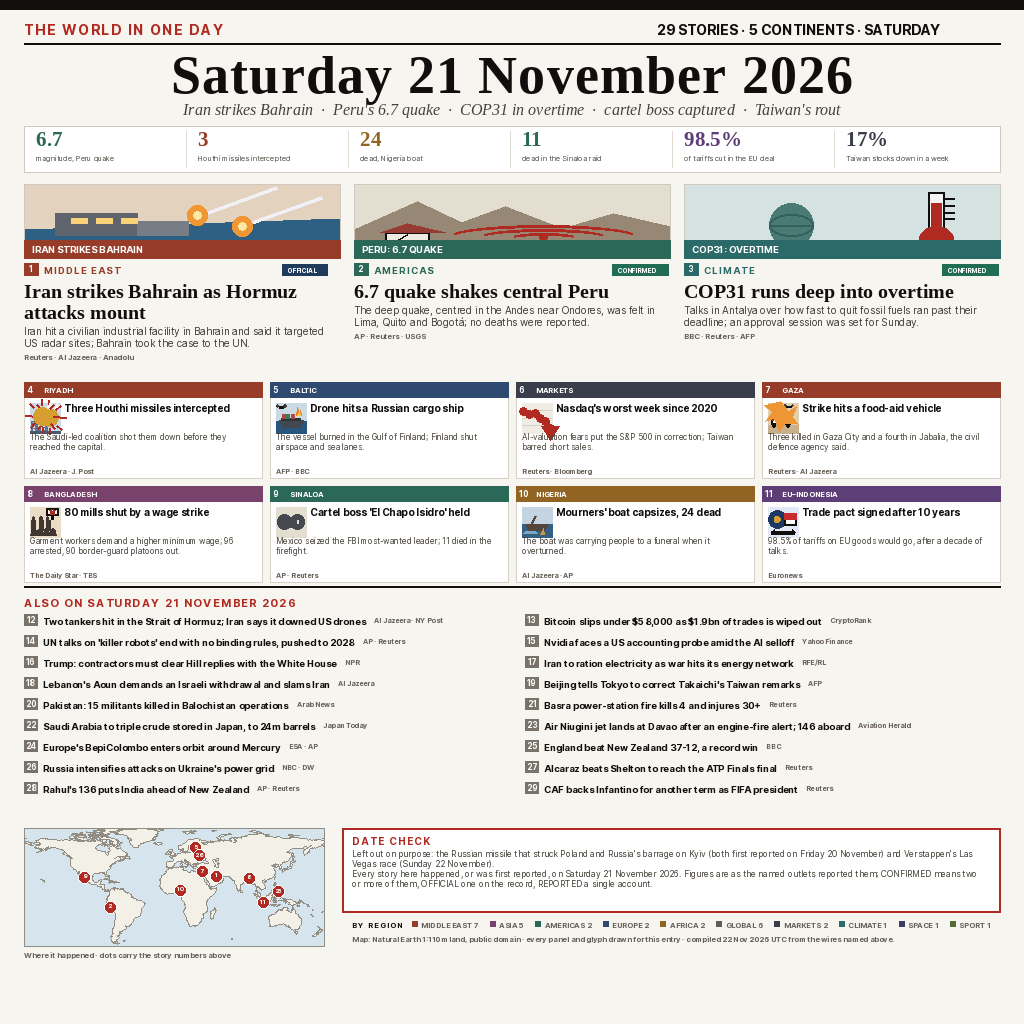 THE WORLD IN ONE DAY
29 STORIES · 5 CONTINENTS · SATURDAY
Saturday 21 November 2026
Iran strikes Bahrain · Peru's 6.7 quake · COP31 in overtime · cartel boss captured · Taiwan's rout
6.7
magnitude, Peru quake
3
Houthi missiles intercepted
24
dead, Nigeria boat
11
dead in the Sinaloa raid
98.5%
of tariffs cut in the EU deal
17%
Taiwan stocks down in a week
IRAN STRIKES BAHRAIN
1 MIDDLE EAST OFFICIAL
Iran strikes Bahrain as Hormuz
attacks mount
Iran hit a civilian industrial facility in Bahrain and said it targeted
US radar sites; Bahrain took the case to the UN.
Reuters · Al Jazeera · Anadolu
PERU: 6.7 QUAKE
2 AMERICAS CONFIRMED
6.7 quake shakes central Peru
The deep quake, centred in the Andes near Ondores, was felt in
Lima, Quito and Bogotá; no deaths were reported.
AP · Reuters · USGS
COP31: OVERTIME
3 CLIMATE CONFIRMED
COP31 runs deep into overtime
Talks in Antalya over how fast to quit fossil fuels ran past their
deadline; an approval session was set for Sunday.
BBC · Reuters · AFP
4 RIYADH
Three Houthi missiles intercepted
The Saudi-led coalition shot them down before they
reached the capital.
Al Jazeera · J. Post
5 BALTIC
Drone hits a Russian cargo ship
The vessel burned in the Gulf of Finland; Finland shut
airspace and sea lanes.
AFP · BBC
6 MARKETS
Nasdaq's worst week since 2020
AI-valuation fears put the S&P 500 in correction; Taiwan
barred short sales.
Reuters · Bloomberg
7 GAZA
Strike hits a food-aid vehicle
Three killed in Gaza City and a fourth in Jabalia, the civil
defence agency said.
Reuters · Al Jazeera
8 BANGLADESH
80 mills shut by a wage strike
Garment workers demand a higher minimum wage; 96
arrested, 90 border-guard platoons out.
The Daily Star · TBS
9 SINALOA
Cartel boss 'El Chapo Isidro' held
Mexico seized the FBI most-wanted leader; 11 died in the
firefight.
AP · Reuters
10 NIGERIA
Mourners' boat capsizes, 24 dead
The boat was carrying people to a funeral when it
overturned.
Al Jazeera · AP
11 EU–INDONESIA
Trade pact signed after 10 years
98.5% of tariffs on EU goods would go, after a decade of
talks.
Euronews
ALSO ON SATURDAY 21 NOVEMBER 2026
12 Two tankers hit in the Strait of Hormuz; Iran says it downed US drones Al Jazeera · NY Post
13 Bitcoin slips under $58,000 as $1.9bn of trades is wiped out CryptoRank
14 UN talks on 'killer robots' end with no binding rules, pushed to 2028 AP · Reuters
15 Nvidia faces a US accounting probe amid the AI selloff Yahoo Finance
16 Trump: contractors must clear Hill replies with the White House NPR
17 Iran to ration electricity as war hits its energy network RFE/RL
18 Lebanon's Aoun demands an Israeli withdrawal and slams Iran Al Jazeera
19 Beijing tells Tokyo to correct Takaichi's Taiwan remarks AFP
20 Pakistan: 15 militants killed in Balochistan operations Arab News
21 Basra power-station fire kills 4 and injures 30+ Reuters
22 Saudi Arabia to triple crude stored in Japan, to 24m barrels Japan Today
23 Air Niugini jet lands at Davao after an engine-fire alert; 146 aboard Aviation Herald
24 Europe's BepiColombo enters orbit around Mercury ESA · AP
25 England beat New Zealand 37-12, a record win BBC
26 Russia intensifies attacks on Ukraine's power grid NBC · DW
27 Alcaraz beats Shelton to reach the ATP Finals final Reuters
28 Rahul's 136 puts India ahead of New Zealand AP · Reuters
29 CAF backs Infantino for another term as FIFA president Reuters
5
26
9
7
1
8
10
23
11
2
Where it happened · dots carry the story numbers above
DATE CHECK
Left out on purpose: the Russian missile that struck Poland and Russia's barrage on Kyiv (both first reported on Friday 20 November) and Verstappen's Las
Vegas race (Sunday 22 November).
Every story here happened, or was first reported, on Saturday 21 November 2026. Figures are as the named outlets reported them; CONFIRMED means two
or more of them, OFFICIAL one on the record, REPORTED a single account.
BY REGION MIDDLE EAST 7 ASIA 5 AMERICAS 2 EUROPE 2 AFRICA 2 GLOBAL 6 MARKETS 2 CLIMATE 1 SPACE 1 SPORT 1
Map: Natural Earth 1:110m land, public domain · every panel and glyph drawn for this entry · compiled 22 Nov 2026 UTC from the wires named above.